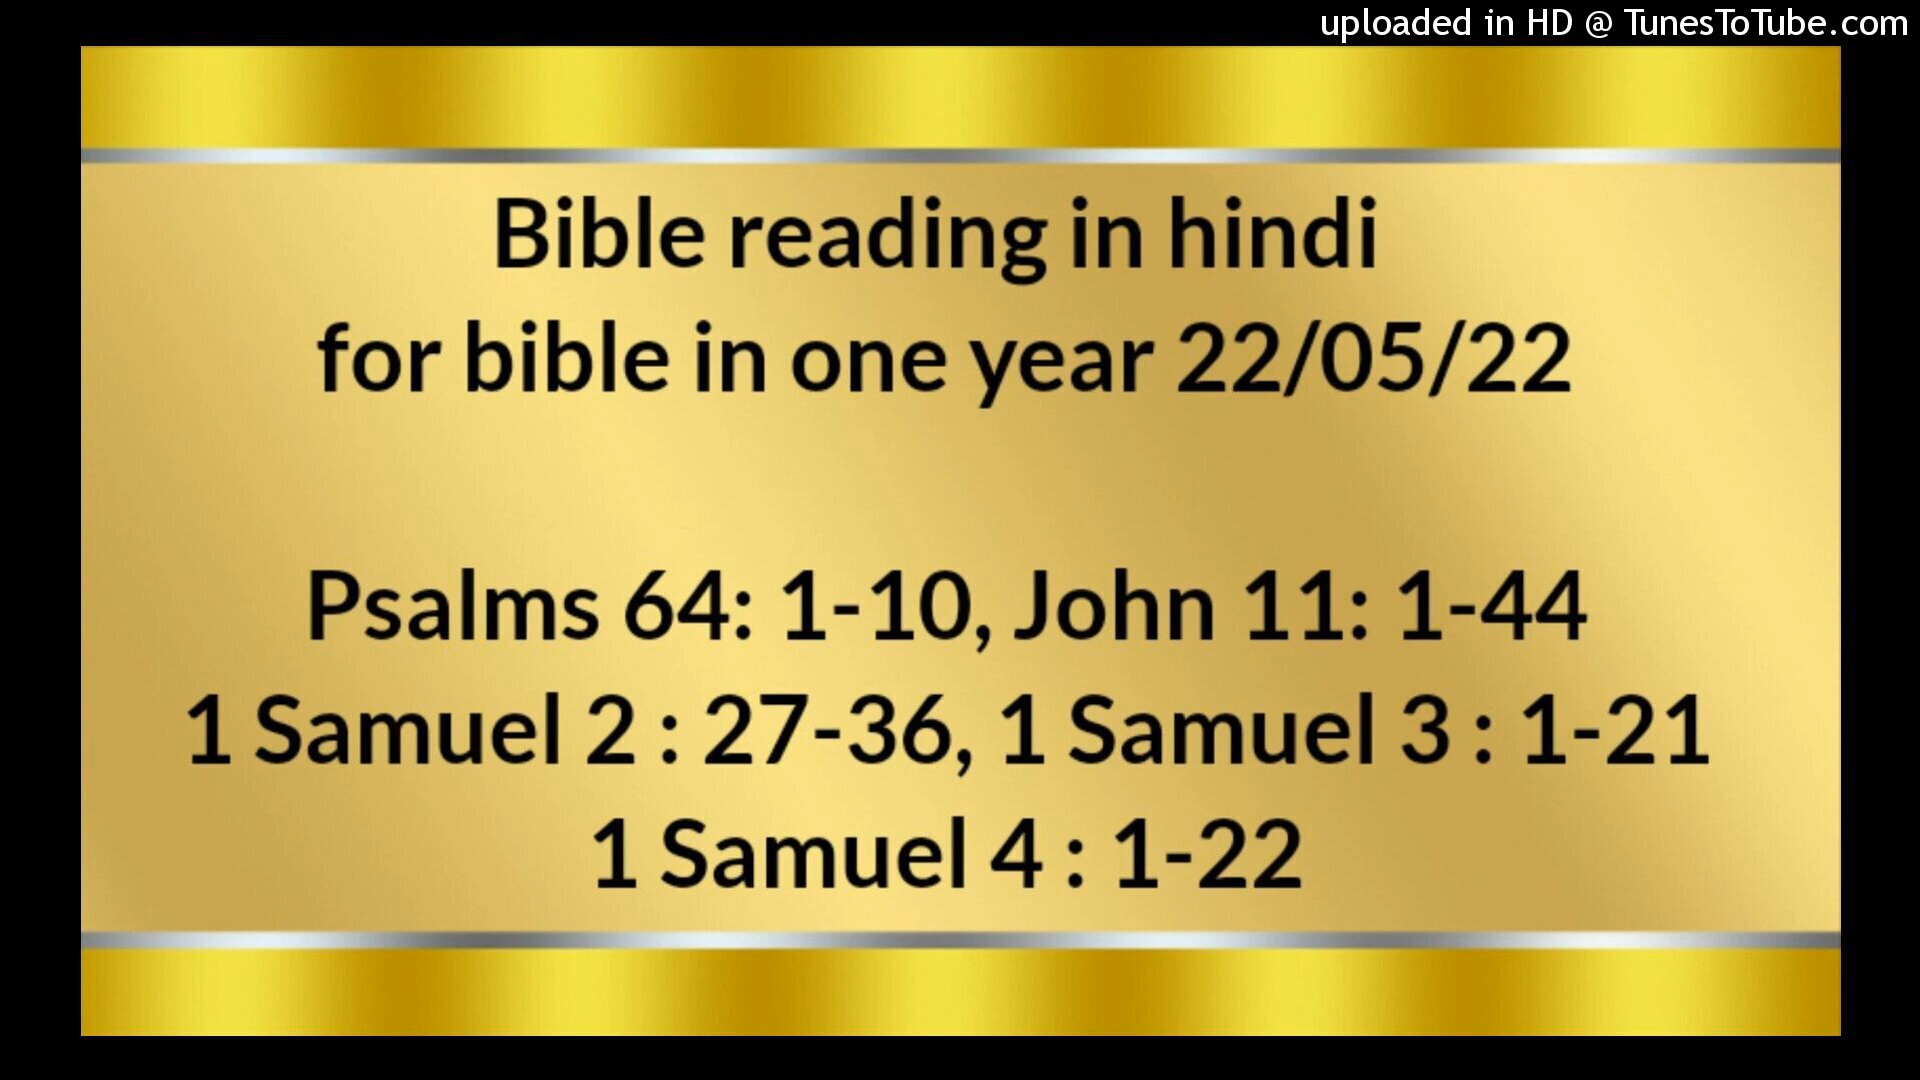 uploaded in HD @ TunesToTube.com
Bible reading in hindi
for bible in one year 22/05/22
Psalms 64: 1-10, John 11: 1-44
1 Samuel 2 : 27-36, 1 Samuel 3 : 1-21
1 Samuel 4 : 1-22